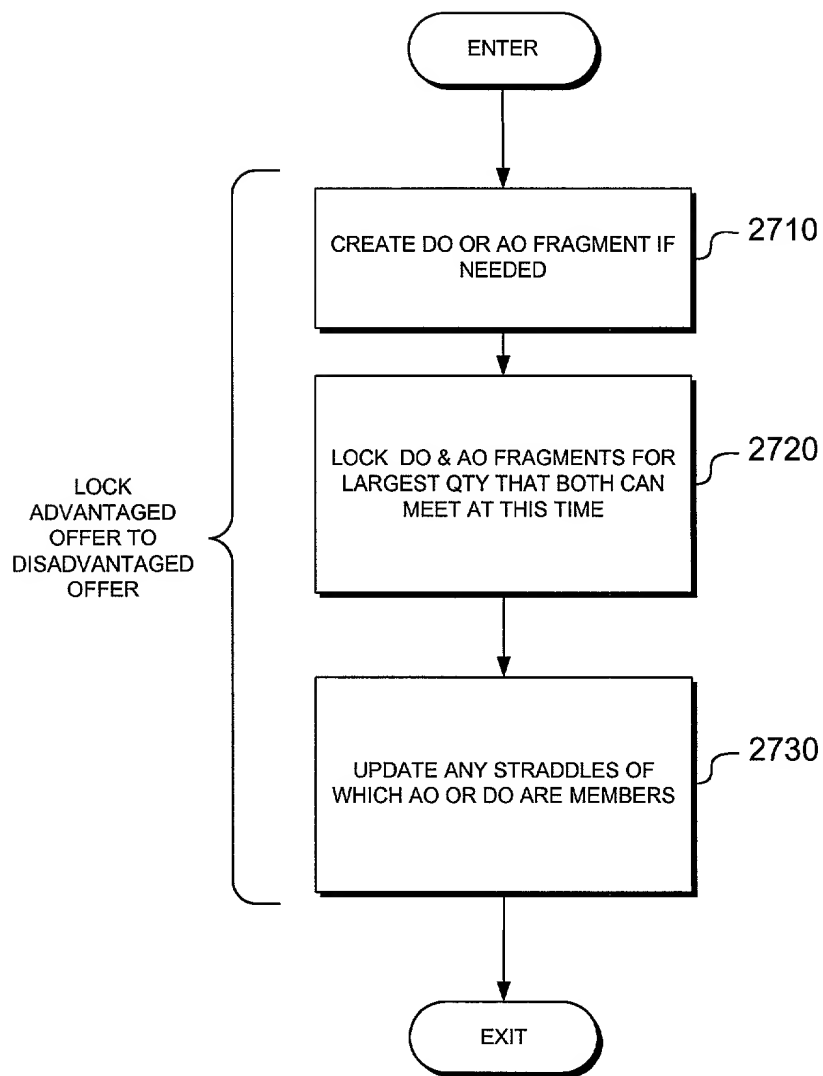 ENTER
CREATE DO OR AO FRAGMENT IF
NEEDED
2710
LOCK DO & AO FRAGMENTS FOR
LARGEST QTY THAT BOTH CAN
MEET AT THIS TIME
2720
LOCK
ADVANTAGED
OFFER TO
DISADVANTAGED
OFFER
UPDATE ANY STRADDLES OF
WHICH AO OR DO ARE MEMBERS
2730
EXIT